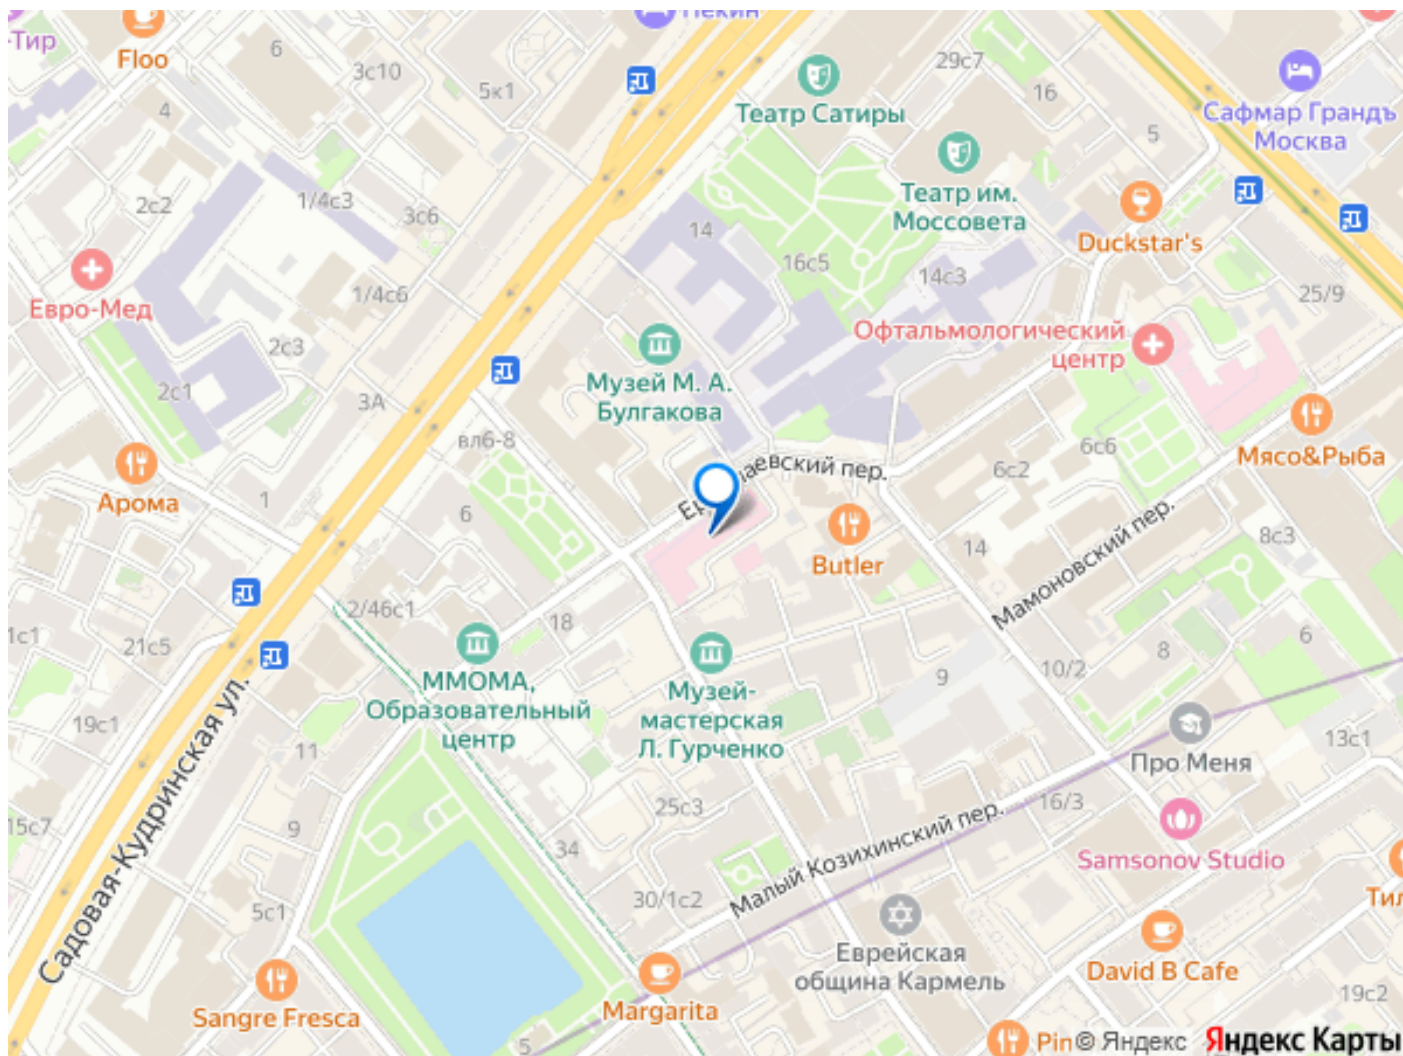 Пекин
-Тир
Floo
6
3с10
5к1
4
Театр Сатиры
29с7
16
Сафмар Грандъ
Москва
5
Театр им.
Моссовета
Duckstar's
2с2
1/4с3
3с6
14
16с5
14с3
25/9
Евро-Мед
1/4с6
2с3
Офтальмологический
центр
Музей М. А.
Булгакова
2с1
3А
вл6-8
6с6
Мясо&Рыба
6с2
Арома
1
6
8с3
14
Butler
Мамоновский пер.
2/46с1
18
1с1
21с5
ММОМА,
Образовательный
центр
Музей-
мастерская
Л. Гурченко
9
10/2
8
6
19с1
11
Садовая-Кудринская ул.
Про Меня
13с1
15с7
9
25с3
16/3
34
Малый Козихинский пер.
Samsonov Studio
30/1с2
5с1
Еврейская
община Кармель
David B Cafe
19с2
Sangre Fresca
Margarita
5
Pin
© Яндекс
Яндекс Карты